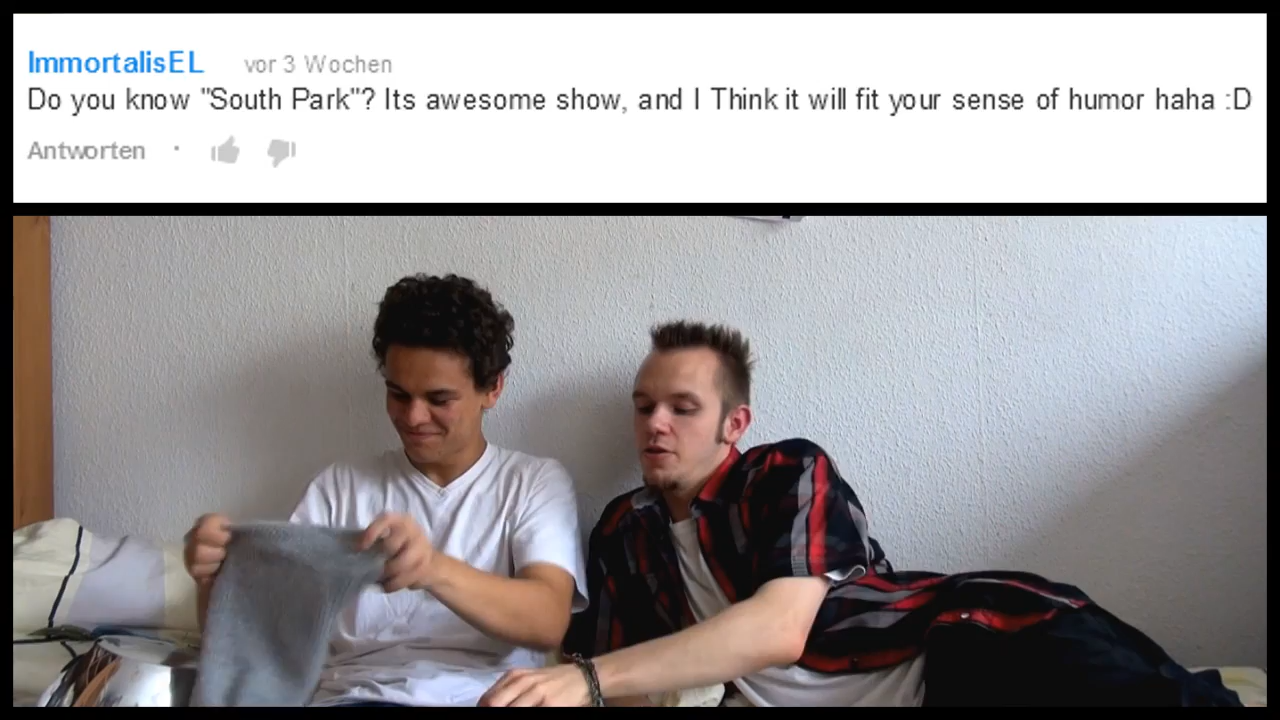 ImmortalisEL vor 3 Wochen
Do you know "South Park"? Its awesome show, and I Think it will fit your sense of humor haha :D
Antworten ·